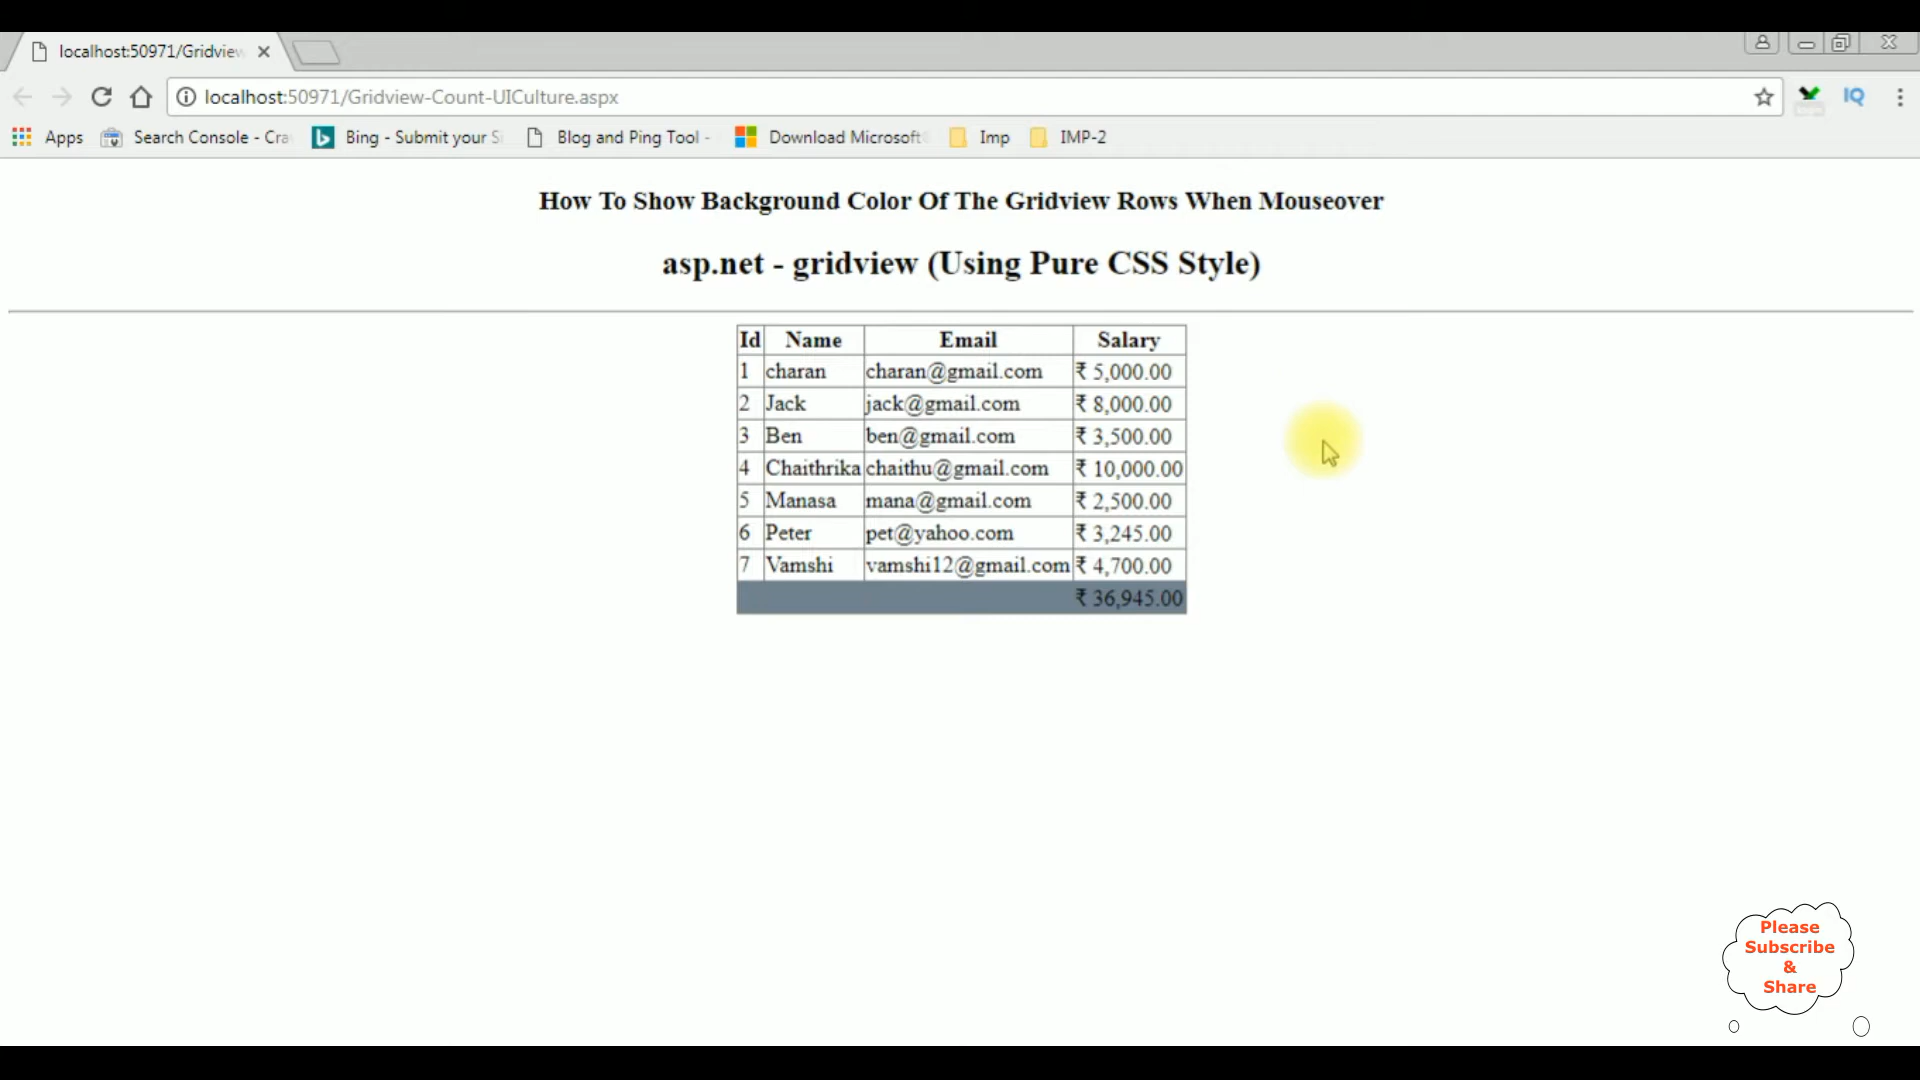 localhost:50971/Gridview
localhost:50971/Gridview-Count-UICulture.aspx
IQ
Apps Search Console - Cra Bing - Submit your S Blog and Ping Tool - Download Microsoft Imp IMP-2
How To Show Background Color Of The Gridview Rows When Mouseover
asp.net - gridview (Using Pure CSS Style)
Id Name Email Salary
1 charan charan@gmail.com ₹ 5,000.00
2 Jack jack@gmail.com ₹ 8,000.00
3 Ben ben@gmail.com ₹ 3,500.00
4 Chaithrika chaithu@gmail.com ₹ 10,000.00
5 Manasa mana@gmail.com ₹ 2,500.00
6 Peter pet@yahoo.com ₹ 3,245.00
7 Vamshi vamshi12@gmail.com ₹ 4,700.00
₹ 36,945.00
Please
Subscribe
&
Share